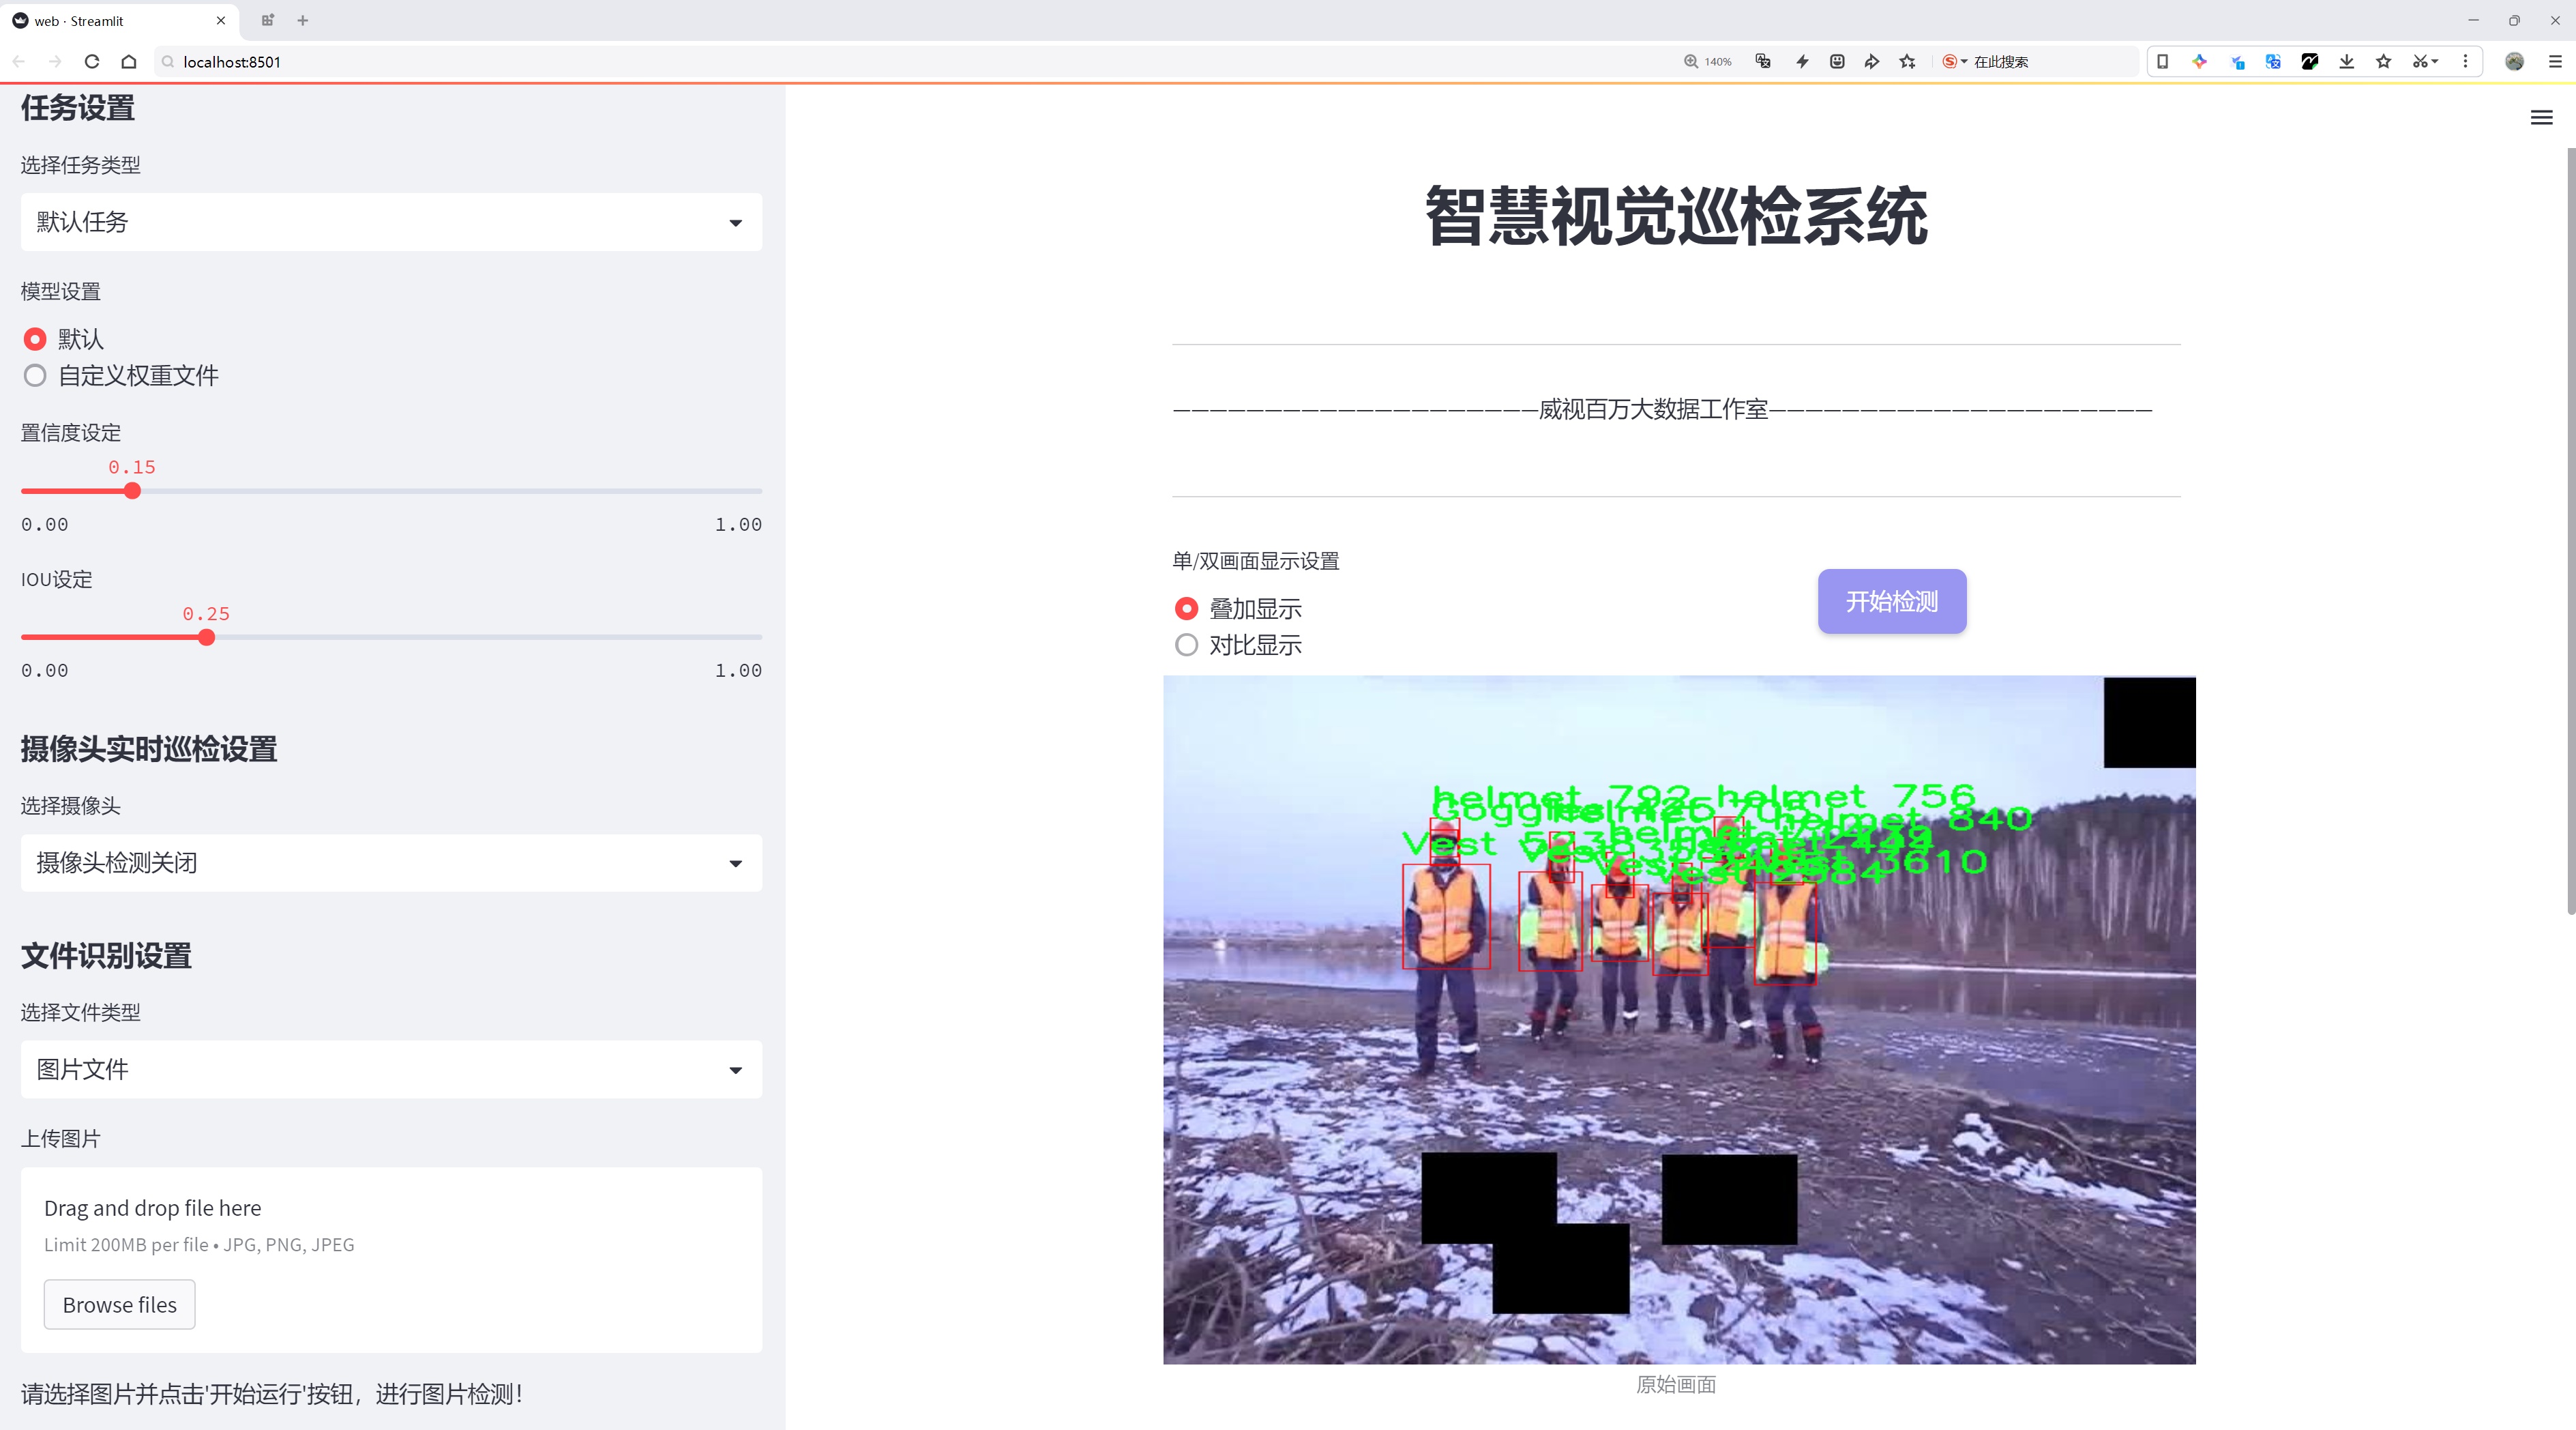 web · Streamlit
localhost:8501
140%
在此搜索
任务设置
选择任务类型
默认任务
模型设置
默认
自定义权重文件
置信度设定
0.15
0.00
1.00
IOU设定
0.25
0.00
1.00
摄像头实时巡检设置
选择摄像头
摄像头检测关闭
文件识别设置
选择文件类型
图片文件
上传图片
Drag and drop file here
Limit 200MB per file • JPG, PNG, JPEG
Browse files
请选择图片并点击'开始运行'按钮，进行图片检测！
智慧视觉巡检系统
————————————————————威视百万大数据工作室—————————————————————
单/双画面显示设置
叠加显示
对比显示
开始检测
helmet 792 helmet 756
helmet 840
Vest
3610
原始画面